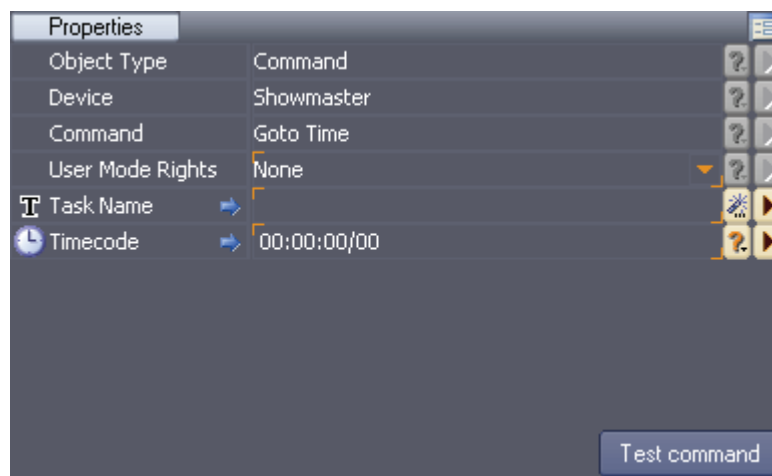 Properties
Object Type Command
Device Showmaster
Command Goto Time
User Mode Rights None
T Task Name
Timecode 00:00:00/00
Test command